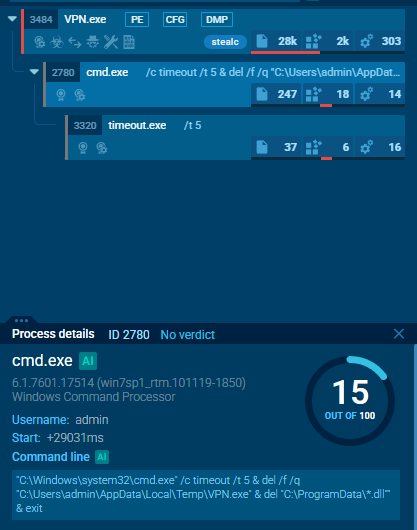 3484 VPN.exe PE CFG DMP
stealc 28k 2k 303
2780 cmd.exe /c timeout /t 5 & del /f /q "C:\Users\admin\AppDat...
247 18 14
3320 timeout.exe /t 5
37 6 16
Process details ID 2780 No verdict
cmd.exe AI
6.1.7601.17514 (win7sp1_rtm.101119-1850)
Windows Command Processor
15
OUT OF 100
Username: admin
Start: +29031ms
Command line AI
"C:\Windows\system32\cmd.exe" /c timeout /t 5 & del /f /q
"C:\Users\admin\AppData\Local\Temp\VPN.exe" & del "C:\ProgramData\*.dll""
& exit